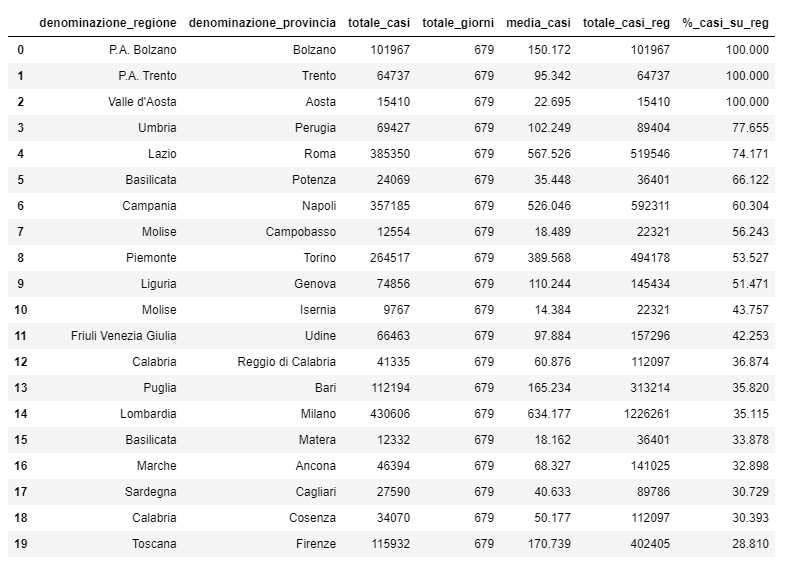 denominazione_regione denominazione_provincia totale_casi totale_giorni media_casi totale_casi_reg %_casi_su_reg
0 P.A. Bolzano Bolzano 101967 679 150.172 101967 100.000
1 P.A. Trento Trento 64737 679 95.342 64737 100.000
2 Valle d'Aosta Aosta 15410 679 22.695 15410 100.000
3 Umbria Perugia 69427 679 102.249 89404 77.655
4 Lazio Roma 385350 679 567.526 519546 74.171
5 Basilicata Potenza 24069 679 35.448 36401 66.122
6 Campania Napoli 357185 679 526.046 592311 60.304
7 Molise Campobasso 12554 679 18.489 22321 56.243
8 Piemonte Torino 264517 679 389.568 494178 53.527
9 Liguria Genova 74856 679 110.244 145434 51.471
10 Molise Isernia 9767 679 14.384 22321 43.757
11 Friuli Venezia Giulia Udine 66463 679 97.884 157296 42.253
12 Calabria Reggio di Calabria 41335 679 60.876 112097 36.874
13 Puglia Bari 112194 679 165.234 313214 35.820
14 Lombardia Milano 430606 679 634.177 1226261 35.115
15 Basilicata Matera 12332 679 18.162 36401 33.878
16 Marche Ancona 46394 679 68.327 141025 32.898
17 Sardegna Cagliari 27590 679 40.633 89786 30.729
18 Calabria Cosenza 34070 679 50.177 112097 30.393
19 Toscana Firenze 115932 679 170.739 402405 28.810